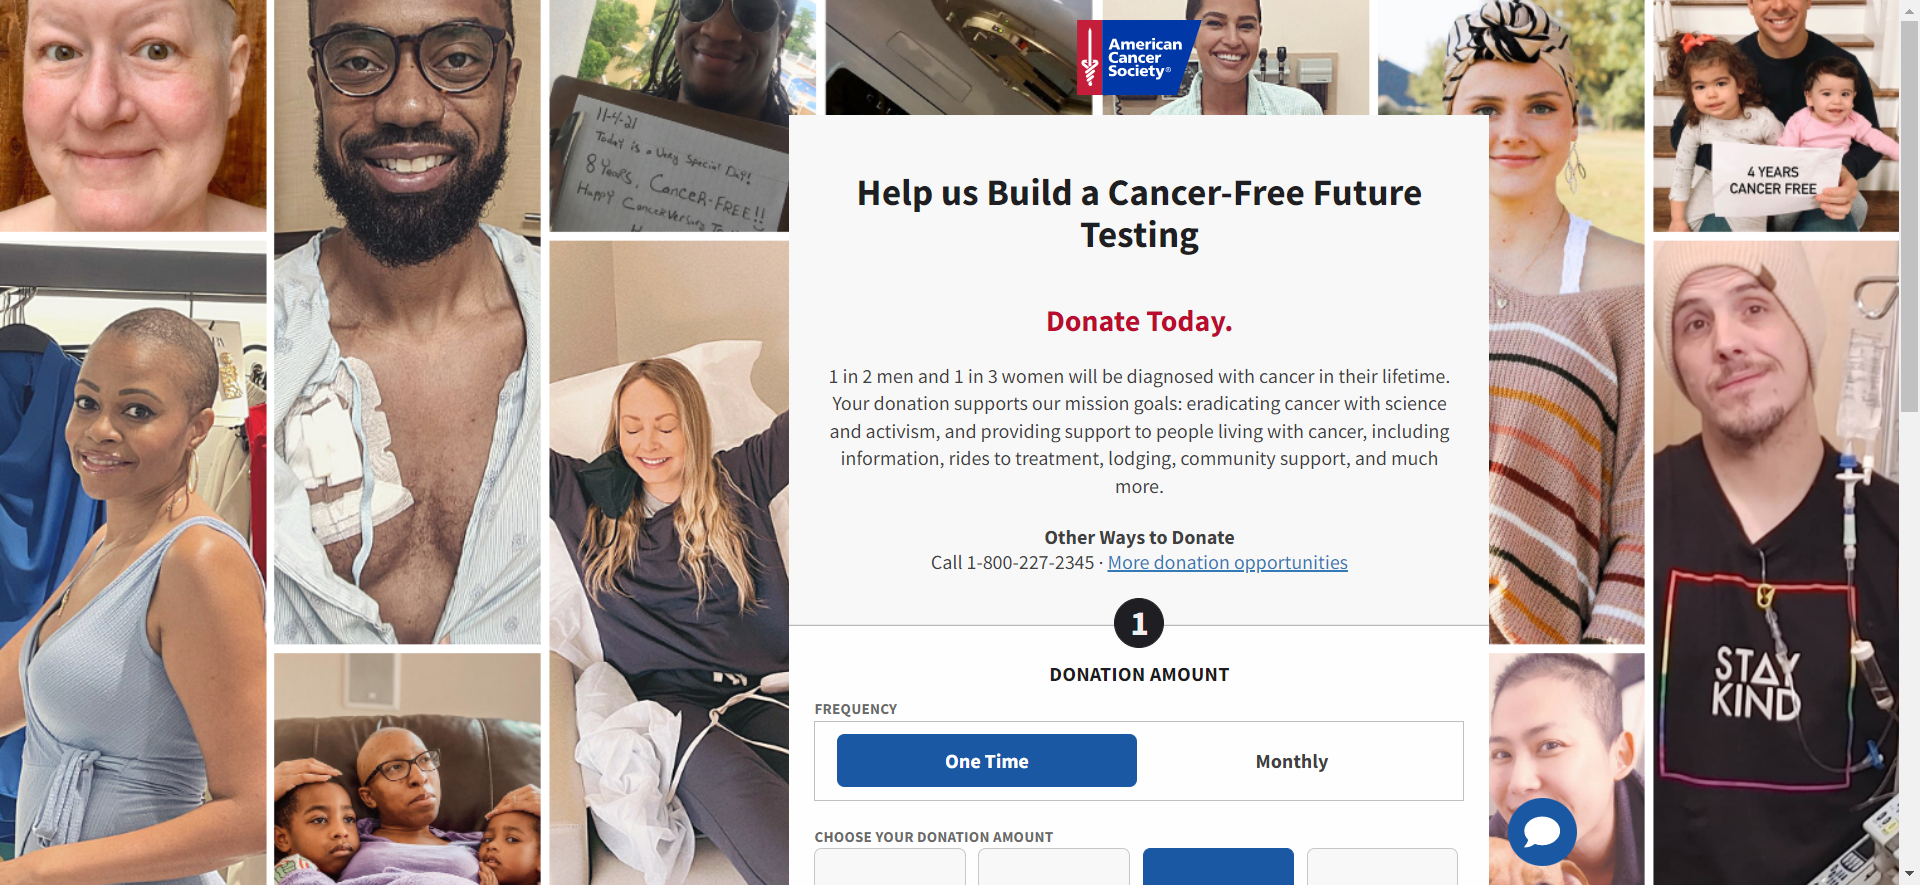 American
Cancer
Society®
11-4-21
Today is a Very Special Day!
8 Years, CANCER-FREE!!
Happy Cancerversary
4 YEARS
CANCER FREE
Help us Build a Cancer-Free Future
Testing
Donate Today.
1 in 2 men and 1 in 3 women will be diagnosed with cancer in their lifetime.
Your donation supports our mission goals: eradicating cancer with science
and activism, and providing support to people living with cancer, including
information, rides to treatment, lodging, community support, and much
more.
Other Ways to Donate
Call 1-800-227-2345 · More donation opportunities
1
DONATION AMOUNT
FREQUENCY
One Time
Monthly
CHOOSE YOUR DONATION AMOUNT
STAY
KIND